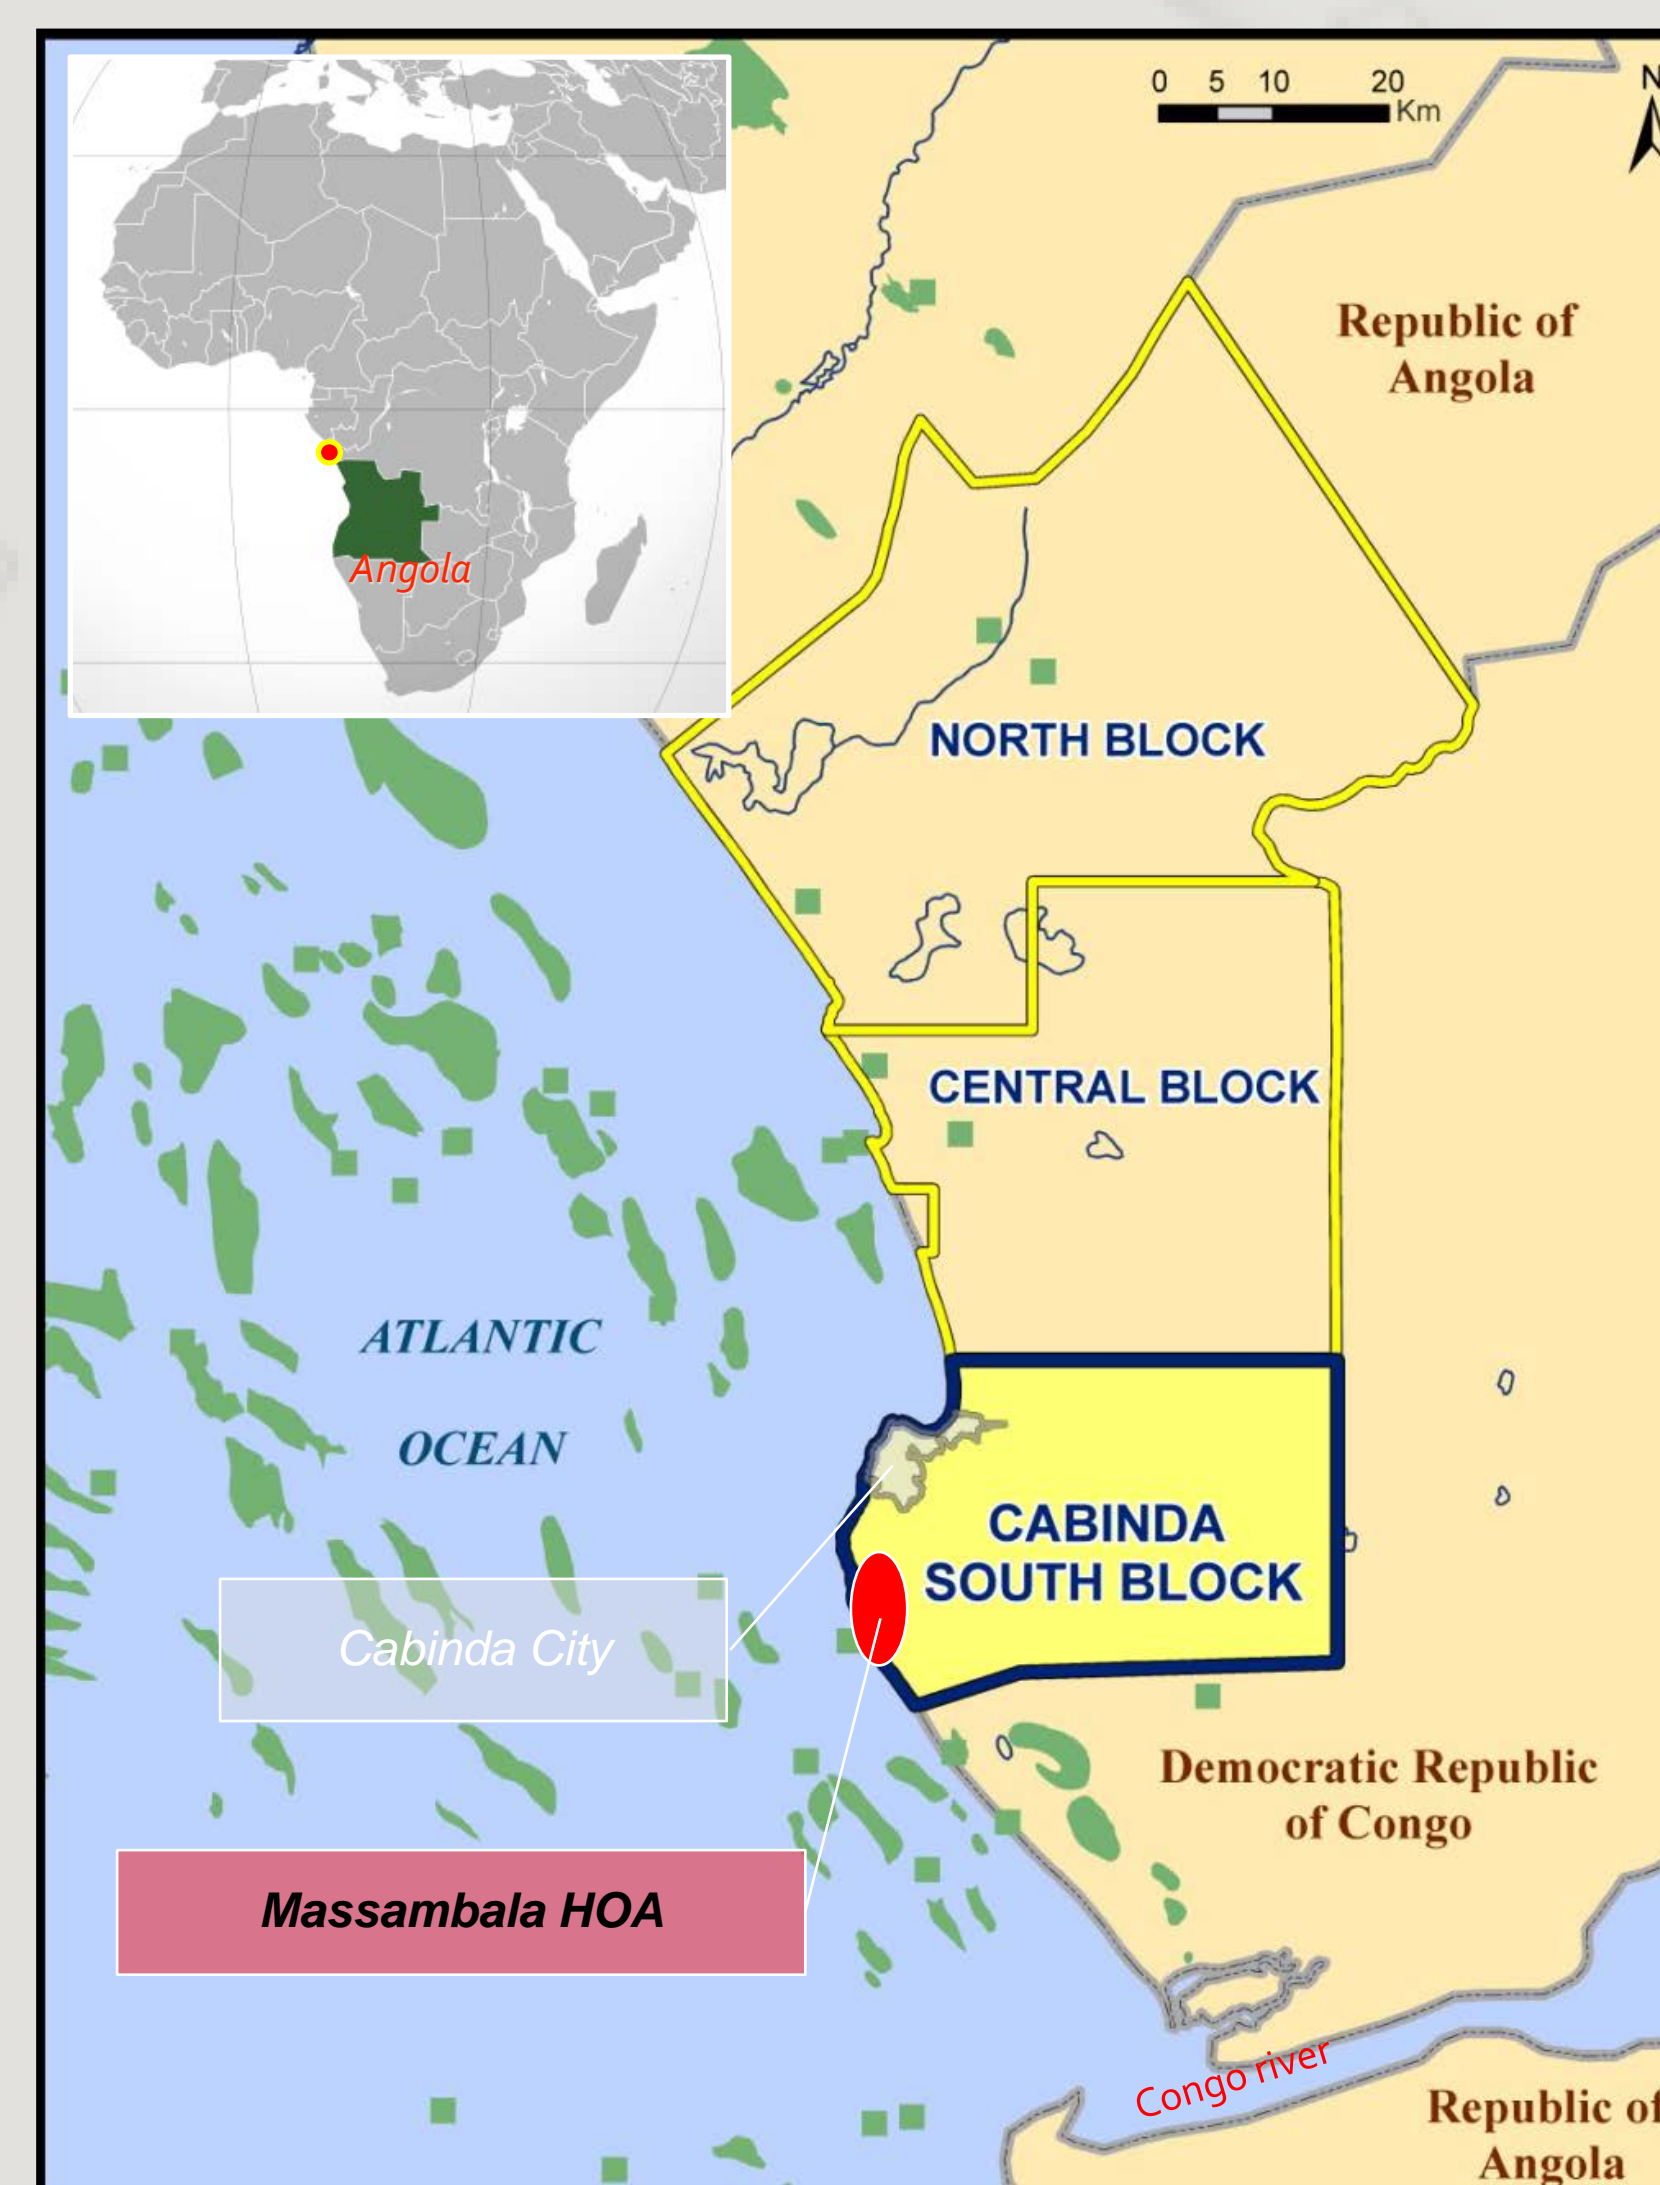 0 5 10 20
Km
N
Angola
Republic of
Angola
NORTH BLOCK
CENTRAL BLOCK
ATLANTIC
OCEAN
CABINDA
SOUTH BLOCK
Cabinda City
Democratic Republic
of Congo
Massambala HOA
Congo river
Republic of
Angola